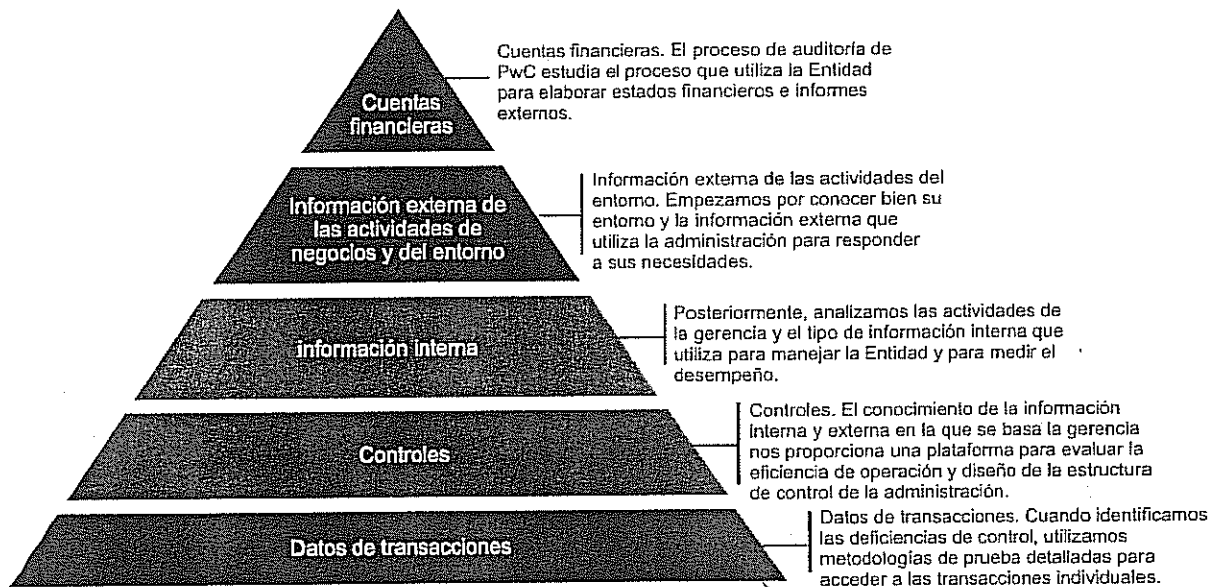 Cuentas
financieras
Cuentas financieras. El proceso de auditoría de
PwC estudia el proceso que utiliza la Entidad
para elaborar estados financieros e informes
externos.
Información externa de
las actividades de
negocios y del entorno
Información externa de las actividades del
entorno. Empezamos por conocer bien su
entorno y la información externa que
utiliza la administración para responder
a sus necesidades.
Información interna
Posteriormente, analizamos las actividades de
la gerencia y el tipo de información interna que
utiliza para manejar la Entidad y para medir el
desempeño.
Controles
Controles. El conocimiento de la información
interna y externa en la que se basa la gerencia
nos proporciona una plataforma para evaluar la
eficiencia de operación y diseño de la estructura
de control de la administración.
Datos de transacciones
Datos de transacciones. Cuando identificamos
las deficiencias de control, utilizamos
metodologías de prueba detalladas para
acceder a las transacciones individuales.